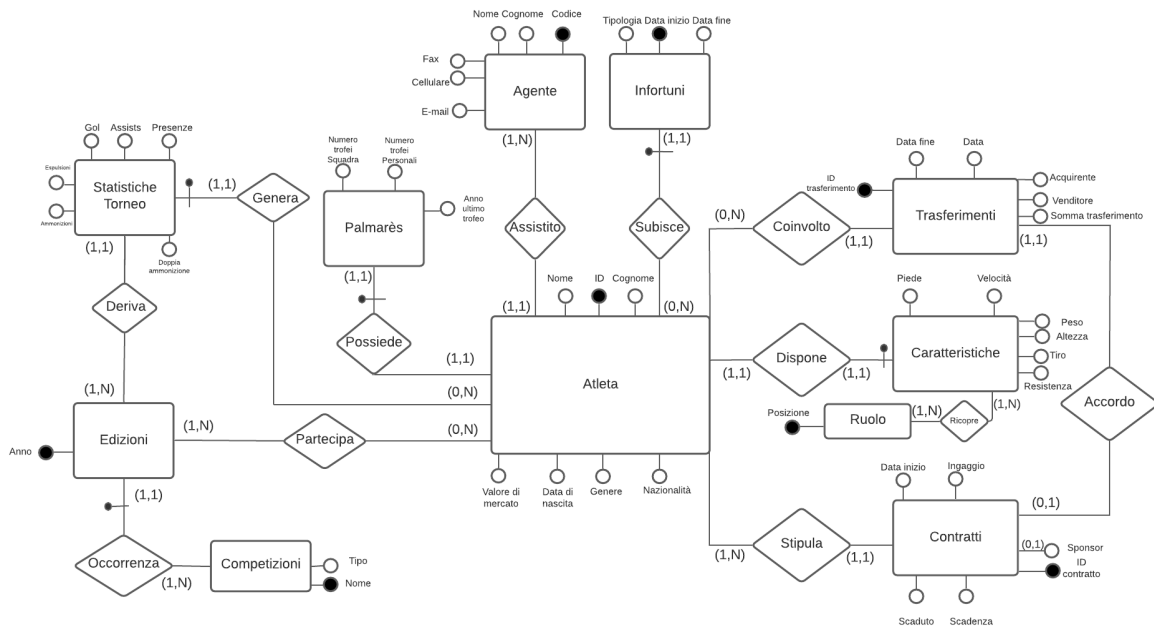 Nome Cognome
Codice
Fax
Cellulare
E-mail
Agente
(1,N)
Tipologia Data inizio Data fine
Infortuni
(1,1)
Gol
Assists
Presenze
Espulsioni
Ammunizioni
Statistiche
Torneo
(1,1)
(1,1)
Doppia
ammonizione
Genera
Numero
trofei
Squadra
Numero
trofei
Personali
Anno
ultimo
trofeo
Palmarès
(1,1)
Possiede
Assistito
Subisce
Data fine
Data
ID
trasferimento
Acquirente
Venditore
Somma trasferimento
Trasferimenti
(0,N)
Coinvolto
(1,1)
(1,1)
Deriva
(1,N)
Nome
ID
Cognome
(1,1)
(0,N)
Atleta
(1,1)
(0,N)
(0,N)
(1,1)
(1,N)
Dispone
(1,1)
Piede
Velocità
Peso
Altezza
Tiro
Resistenza
Caratteristiche
(1,N)
Posizione
Ruolo
(1,N)
Ricopre
Accordo
Anno
Edizioni
(1,N)
Partecipa
(1,1)
Valore di
mercato
Data di
nascita
Genere
Nazionalità
Data inizio
Ingaggio
(0,1)
Stipula
(1,1)
Contratti
(0,1)
Sponsor
ID
contratto
Scaduto
Scadenza
Occorrenza
(1,N)
Competizioni
Tipo
Nome